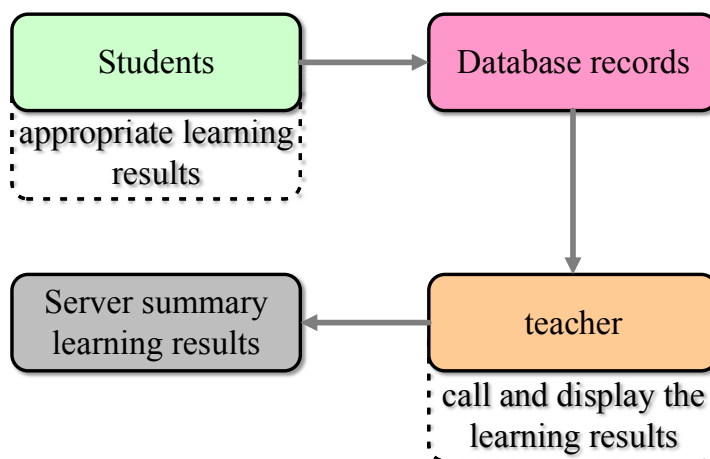 Students
Database records
appropriate learning
results
Server summary
learning results
teacher
call and display the
learning results